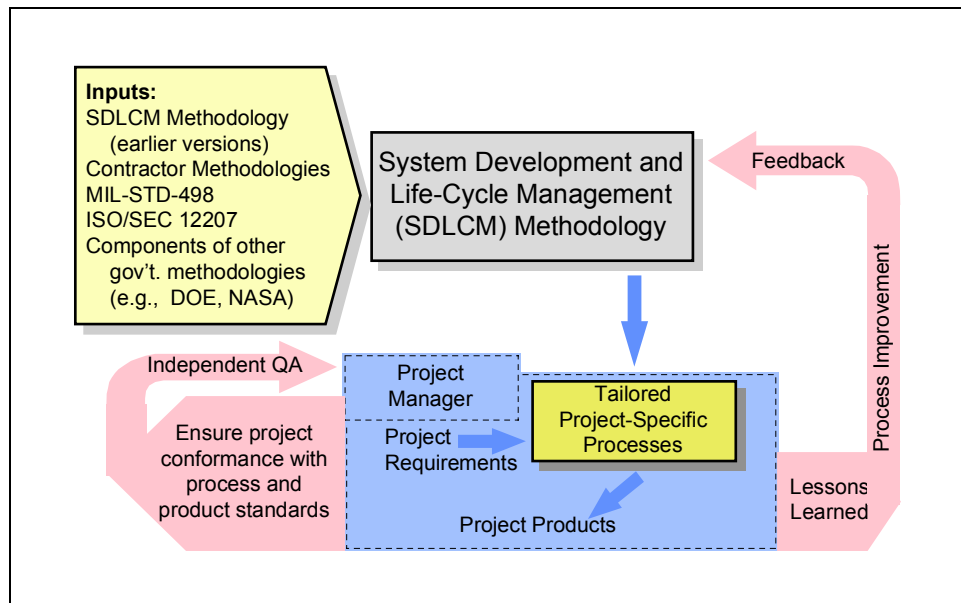 Inputs:
SDLCM Methodology
(earlier versions)
Contractor Methodologies
MIL-STD-498
ISO/SEC 12207
Components of other
gov't. methodologies
(e.g., DOE, NASA)
System Development and
Life-Cycle Management
(SDLCM) Methodology
Feedback
Process Improvement
Lessons
Learned
Independent QA
Ensure project
conformance with
process and
product standards
Project
Manager
Project
Requirements
Tailored
Project-Specific
Processes
Project Products